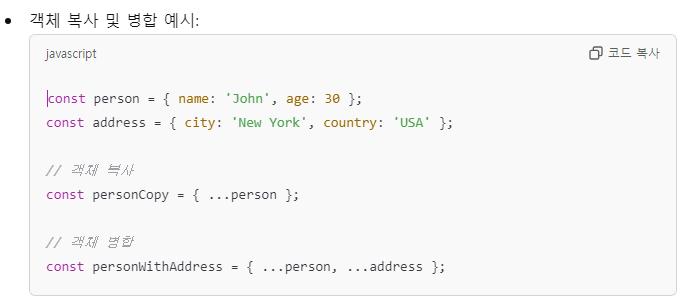 객체 복사 및 병합 예시:
javascript
코드 복사
const person = { name: 'John', age: 30 };
const address = { city: 'New York', country: 'USA' };
// 객체 복사
const personCopy = { ...person };
// 객체 병합
const personWithAddress = { ...person, ...address };